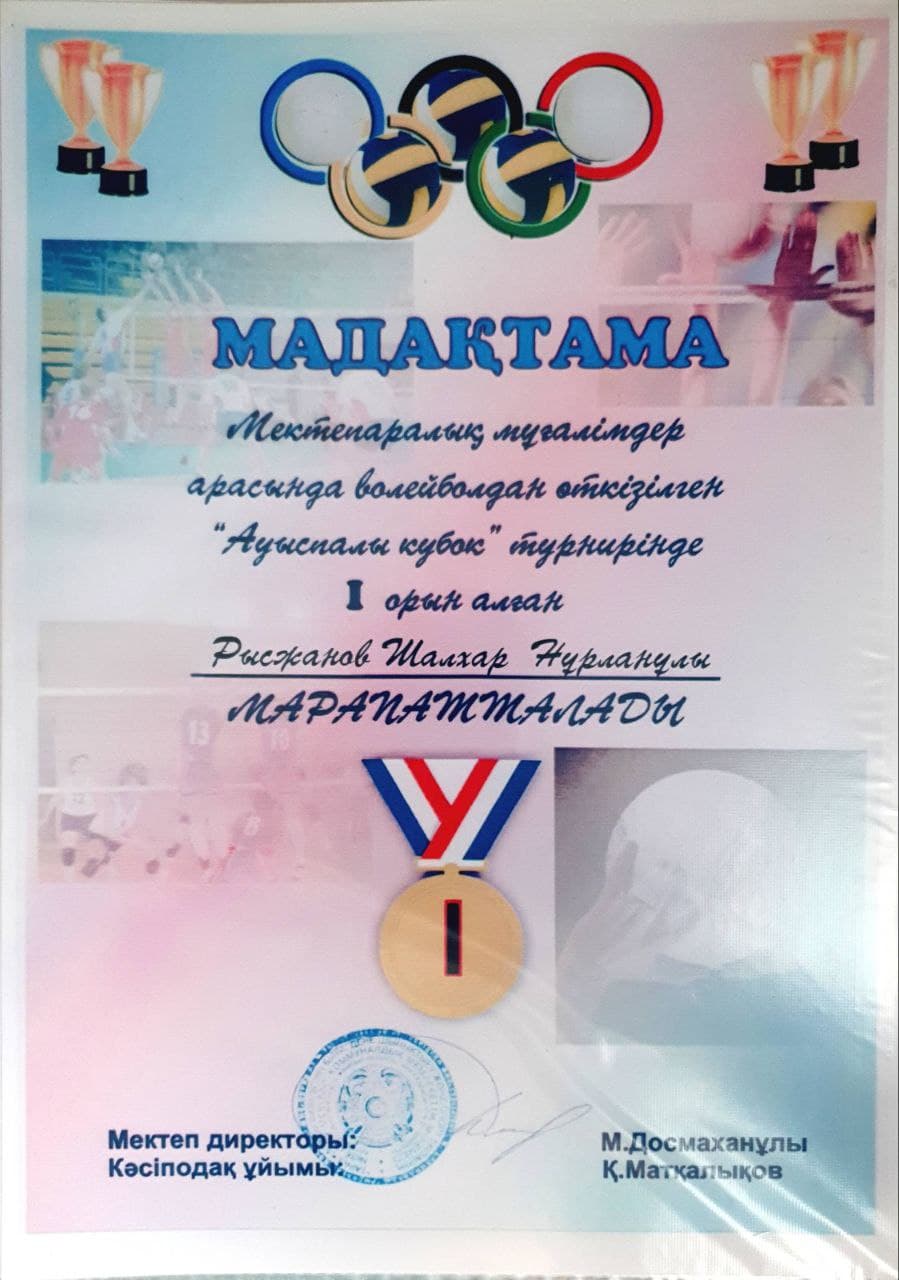 МАДАҚТАМА
Мектепаралық мұғалімдер
арасында волейболдан өткізілген
“Ауыспалы кубок” турнирінде
I орын алған
Рысжанов Шалхар Нұрланұлы
МАРАПАТТАЛАДЫ
I
Мектеп директоры: М.Досмаханұлы
Кәсіподақ ұйымы: Қ.Матқалықов